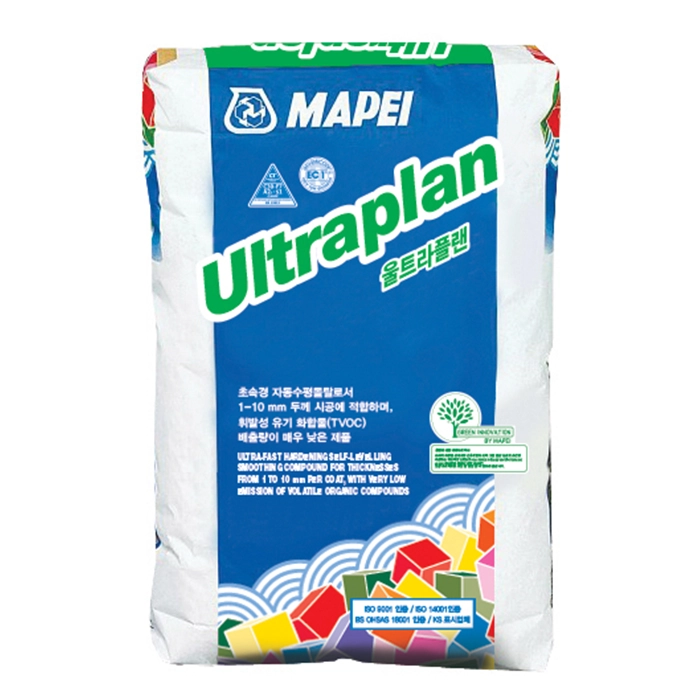 MAPEI
EC1
Ultraplan
울트라플랜
초속경 자동수평몰탈로서
1-10 mm 두께 시공에 적합하며,
휘발성 유기 화합물(TVOC)
배출량이 매우 낮은 제품
ULTRA-FAST HARDENING SELF-LEVELLING
SMOOTHING COMPOUND FOR THICKNESSES
FROM 1 TO 10 mm PER COAT, WITH VERY LOW
EMISSION OF VOLATILE ORGANIC COMPOUNDS
GREEN INNOVATION
BY MAPEI
ISO 9001 인증 / ISO 14001인증
BS OHSAS 18001 인증 / KS 표시업체